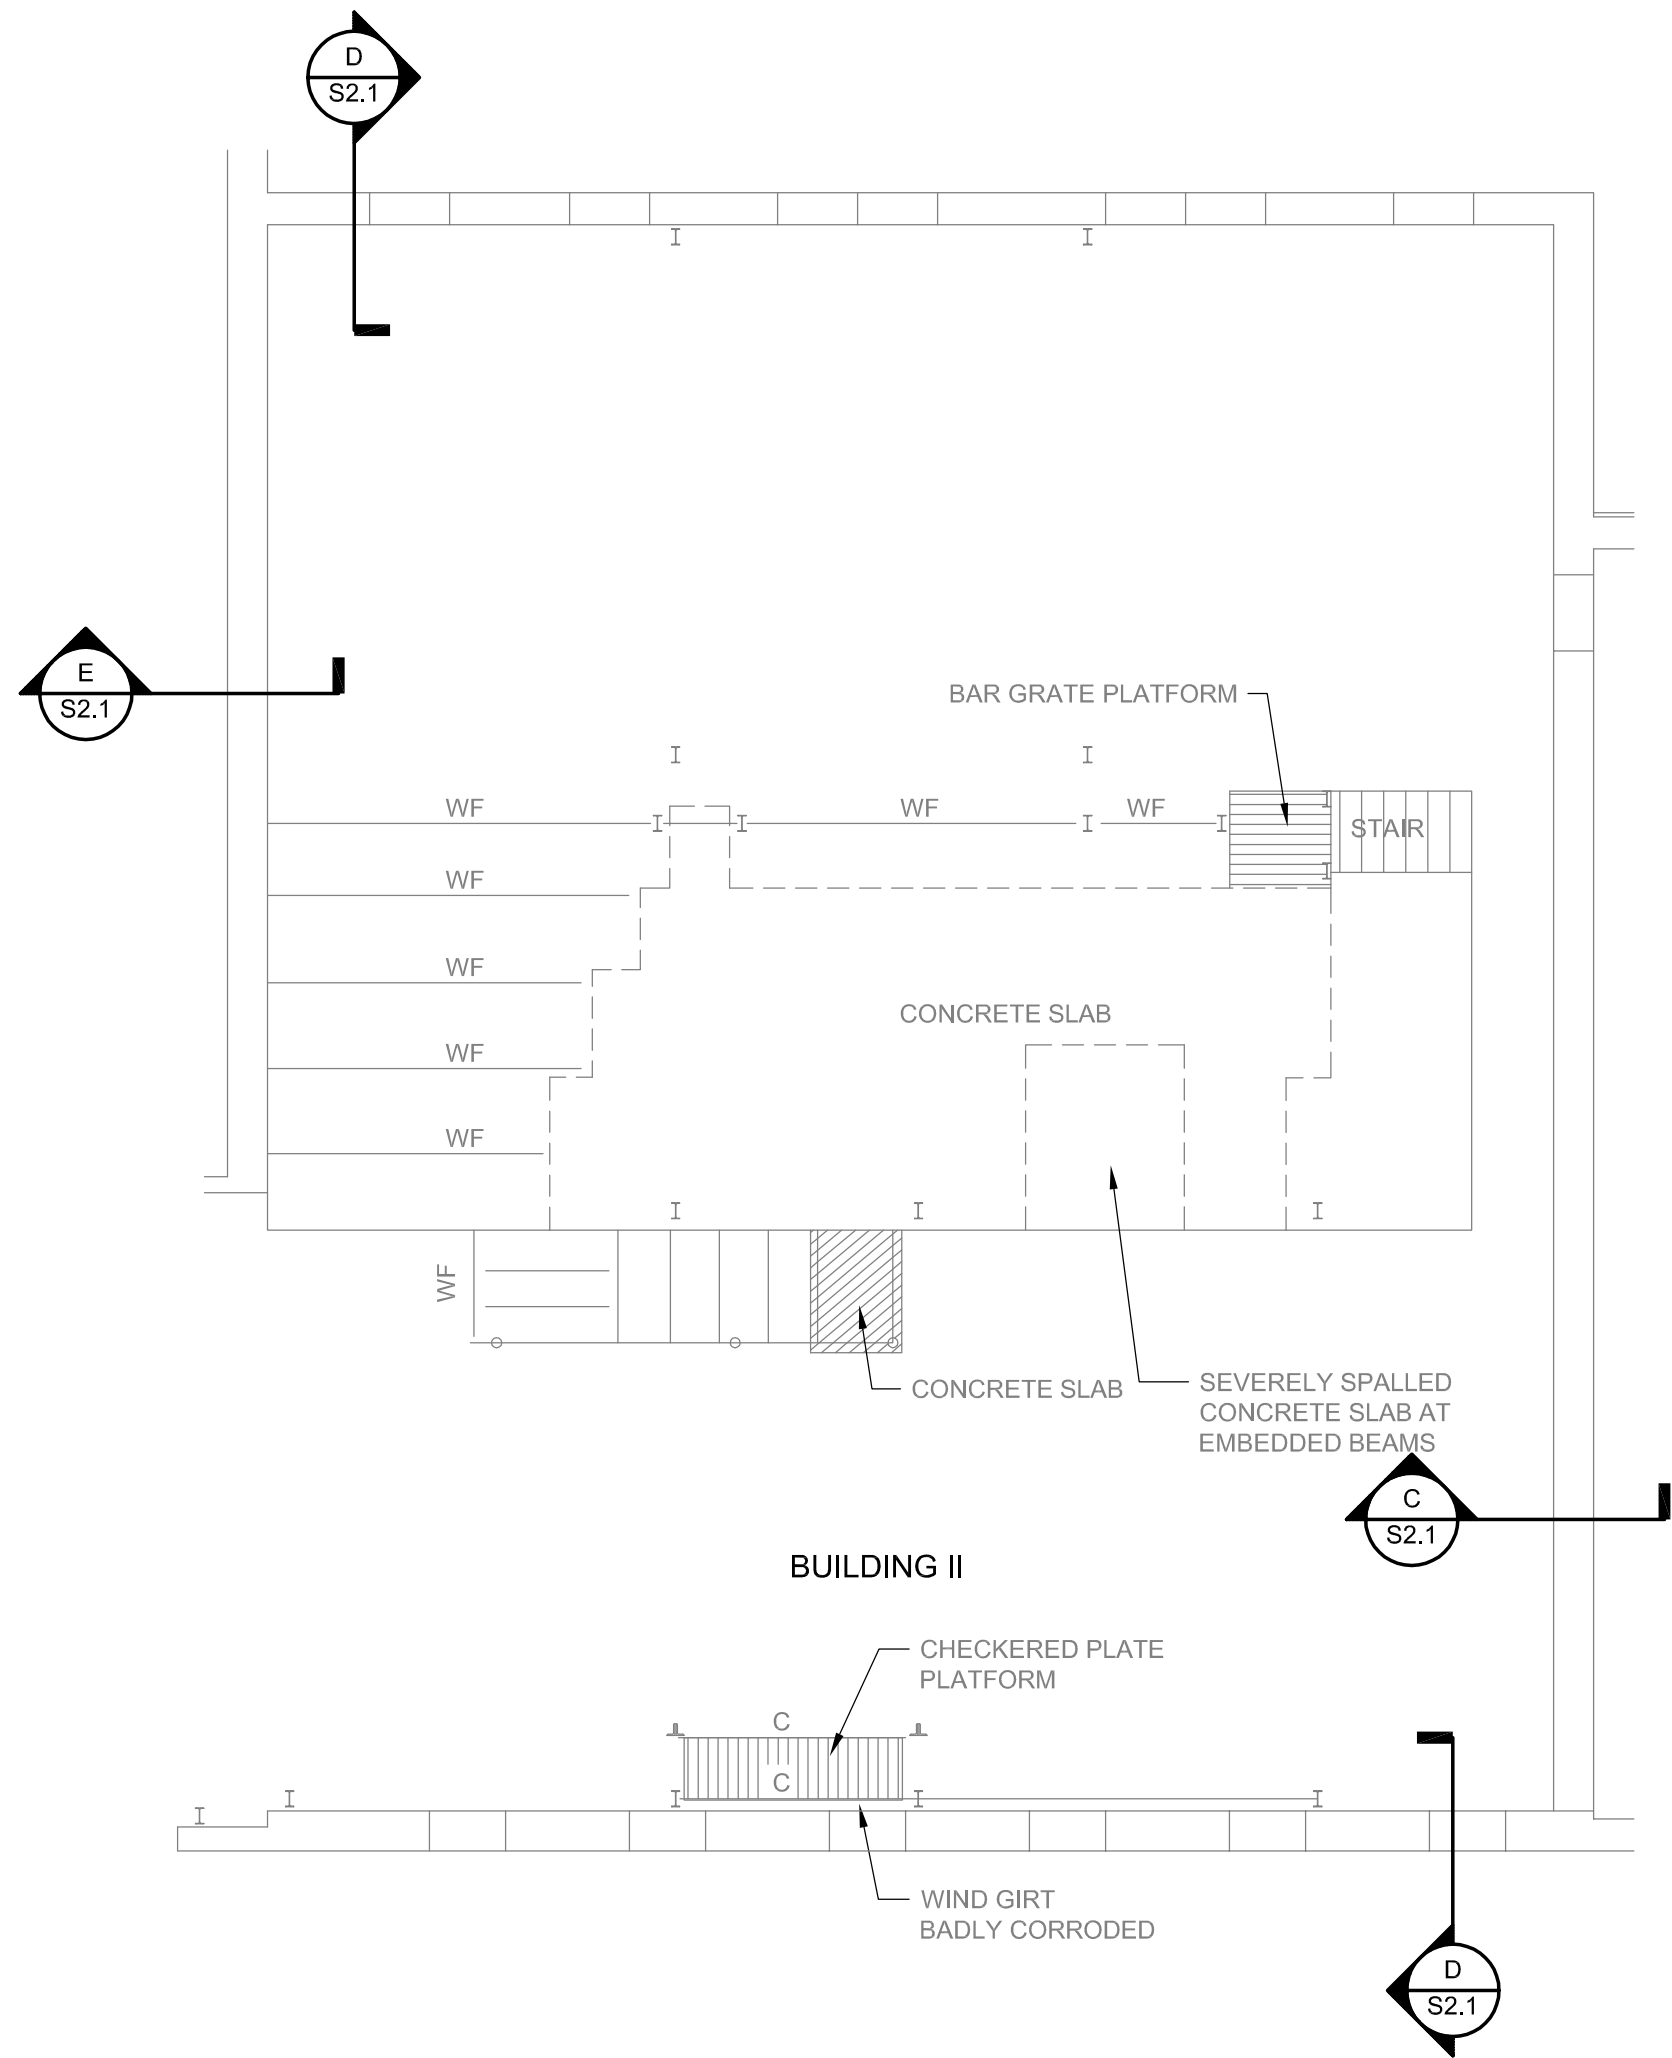 D
S2.1
E
S2.1
BAR GRATE PLATFORM
WF
WF
WF
STAIR
WF
WF
CONCRETE SLAB
WF
WF
WF
CONCRETE SLAB
SEVERELY SPALLED
CONCRETE SLAB AT
EMBEDDED BEAMS
C
S2.1
BUILDING II
CHECKERED PLATE
PLATFORM
C
C
WIND GIRT
BADLY CORRODED
D
S2.1